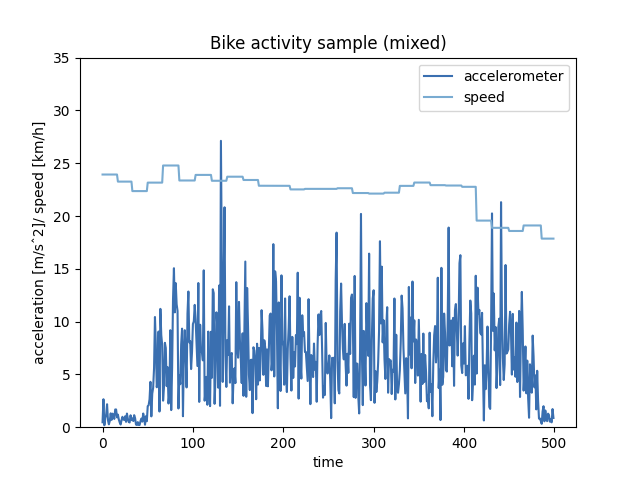 Bike activity sample (mixed)
accelerometer
speed
acceleration [m/s^2]/ speed [km/h]
35
30
25
20
15
10
5
0
0 100 200 300 400 500
time